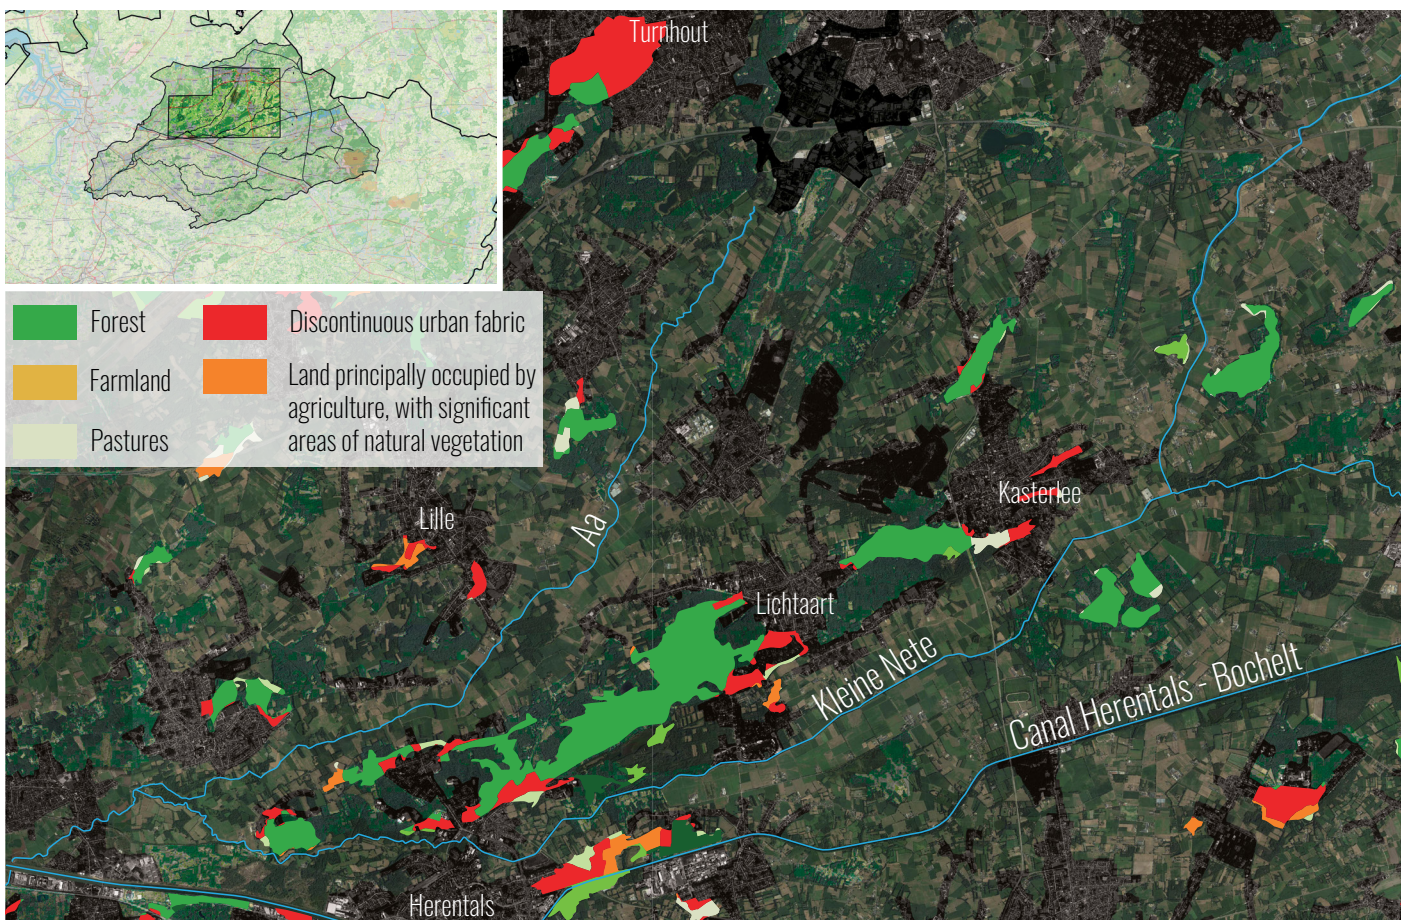 Turnhout
Forest
Discontinuous urban fabric
Farmland
Land principally occupied by
agriculture, with significant
areas of natural vegetation
Pastures
Kasterlee
Lille
Aa
Lichtaart
Kleine Nete
Canal Herentals - Bochelt
Herentals